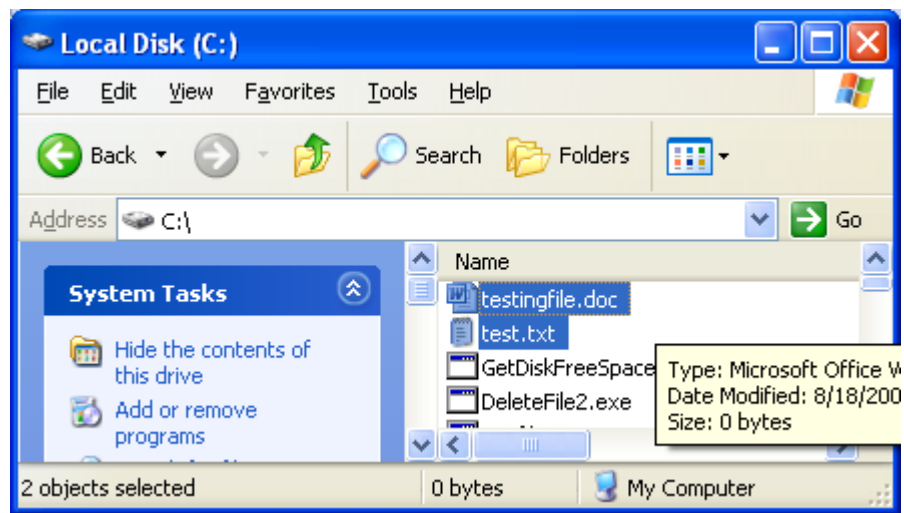 Local Disk (C:)
File Edit View Favorites Tools Help
Back Search Folders
Address C:\ Go
System Tasks
Hide the contents of
this drive
Add or remove
programs
Name
testingfile.doc
test.txt
GetDiskFreeSpace
DeleteFile2.exe
Type: Microsoft Office W
Date Modified: 8/18/200
Size: 0 bytes
2 objects selected 0 bytes My Computer